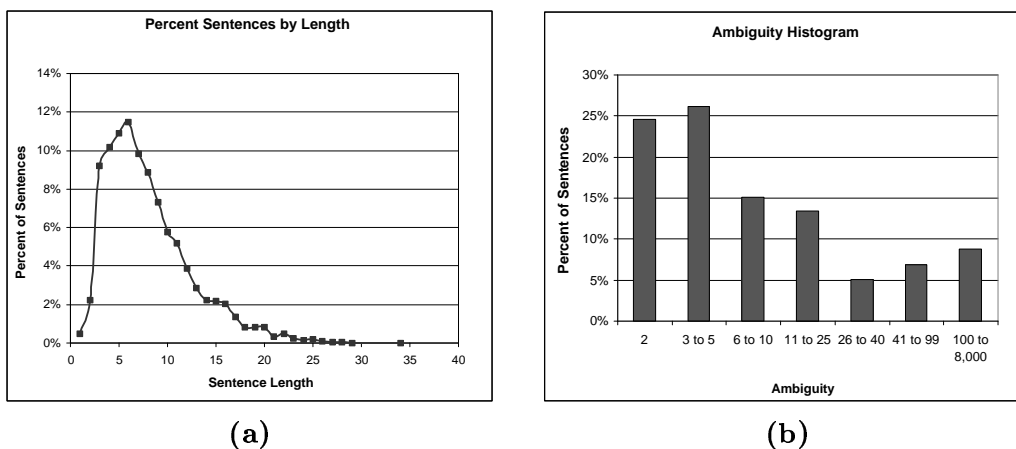 Percent Sentences by Length
14%
12%
10%
8%
6%
4%
2%
0%
0 5 10 15 20 25 30 35 40
Percent of Sentences
Sentence Length
(a)
Ambiguity Histogram
30%
25%
20%
15%
10%
5%
0%
2 3 to 5 6 to 10 11 to 25 26 to 40 41 to 99 100 to
8,000
Percent of Sentences
Ambiguity
(b)